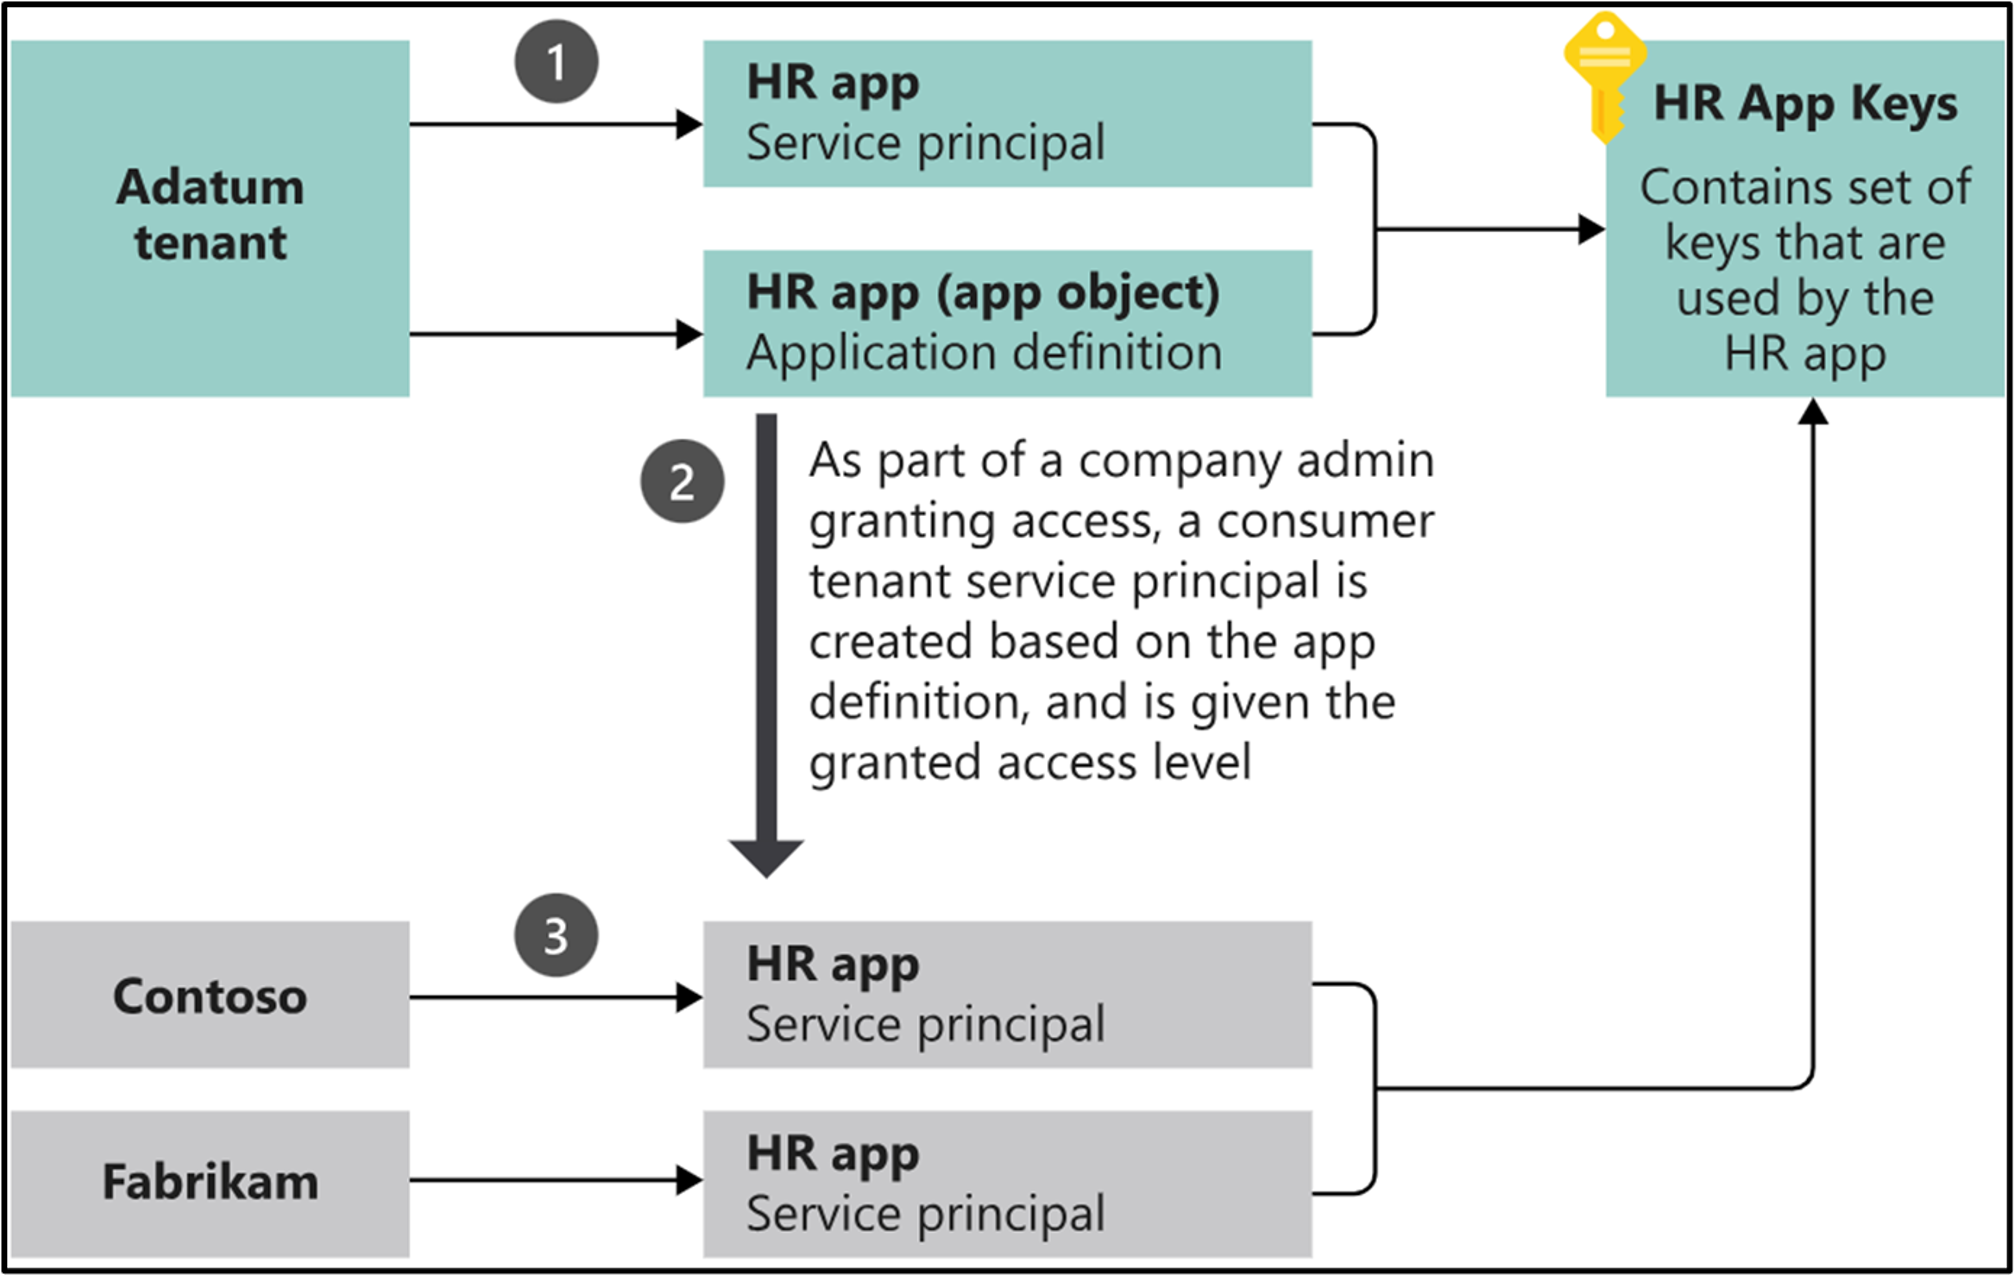 Adatum
tenant
1
HR app
Service principal
HR app (app object)
Application definition
HR App Keys
Contains set of
keys that are
used by the
HR app
2
As part of a company admin
granting access, a consumer
tenant service principal is
created based on the app
definition, and is given the
granted access level
Contoso
3
HR app
Service principal
Fabrikam
HR app
Service principal